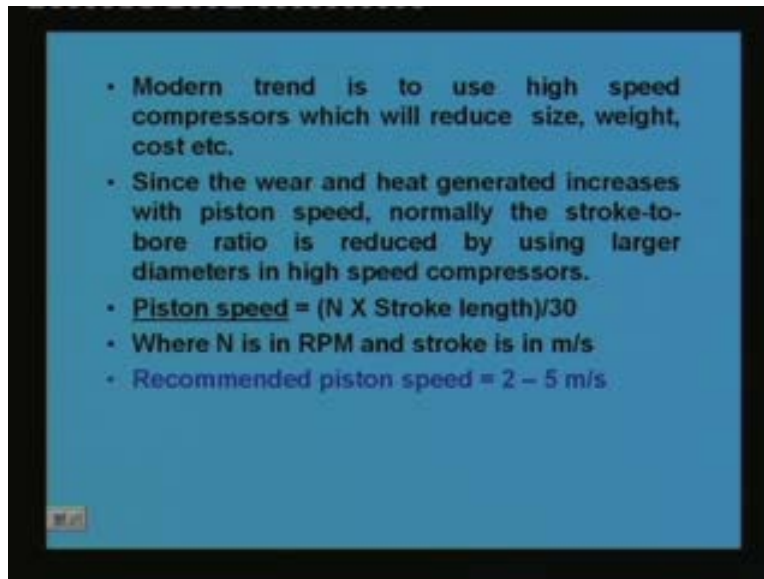 • Modern trend is to use high speed
compressors which will reduce size, weight,
cost etc.
• Since the wear and heat generated increases
with piston speed, normally the stroke-to-
bore ratio is reduced by using larger
diameters in high speed compressors.
• Piston speed = (N X Stroke length)/30
• Where N is in RPM and stroke is in m/s
• Recommended piston speed = 2 – 5 m/s